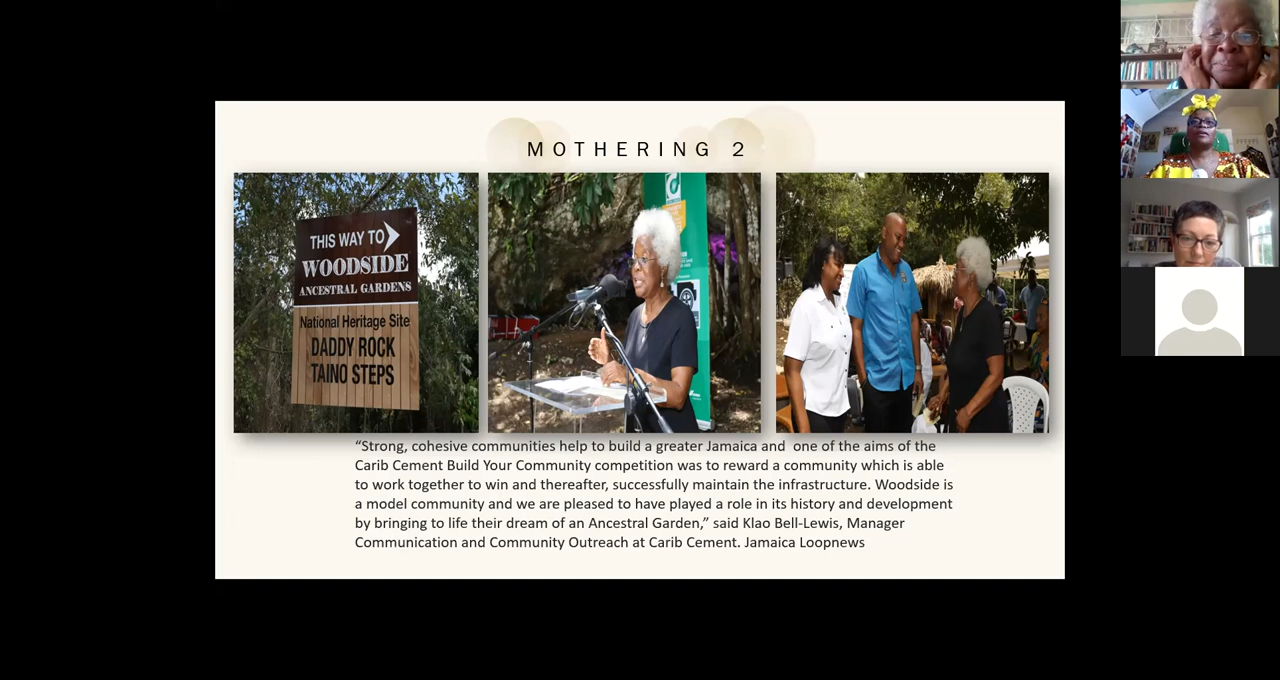 MOTHERING 2
THIS WAY TO
WOODSIDE
ANCESTRAL GARDENS
National Heritage Site
DADDY ROCK
TAINO STEPS
“Strong, cohesive communities help to build a greater Jamaica and  one of the aims of the
Carib Cement Build Your Community competition was to reward a community which is able
to work together to win and thereafter, successfully maintain the infrastructure. Woodside is
a model community and we are pleased to have played a role in its history and development
by bringing to life their dream of an Ancestral Garden,” said Klao Bell-Lewis, Manager
Communication and Community Outreach at Carib Cement. Jamaica Loopnews